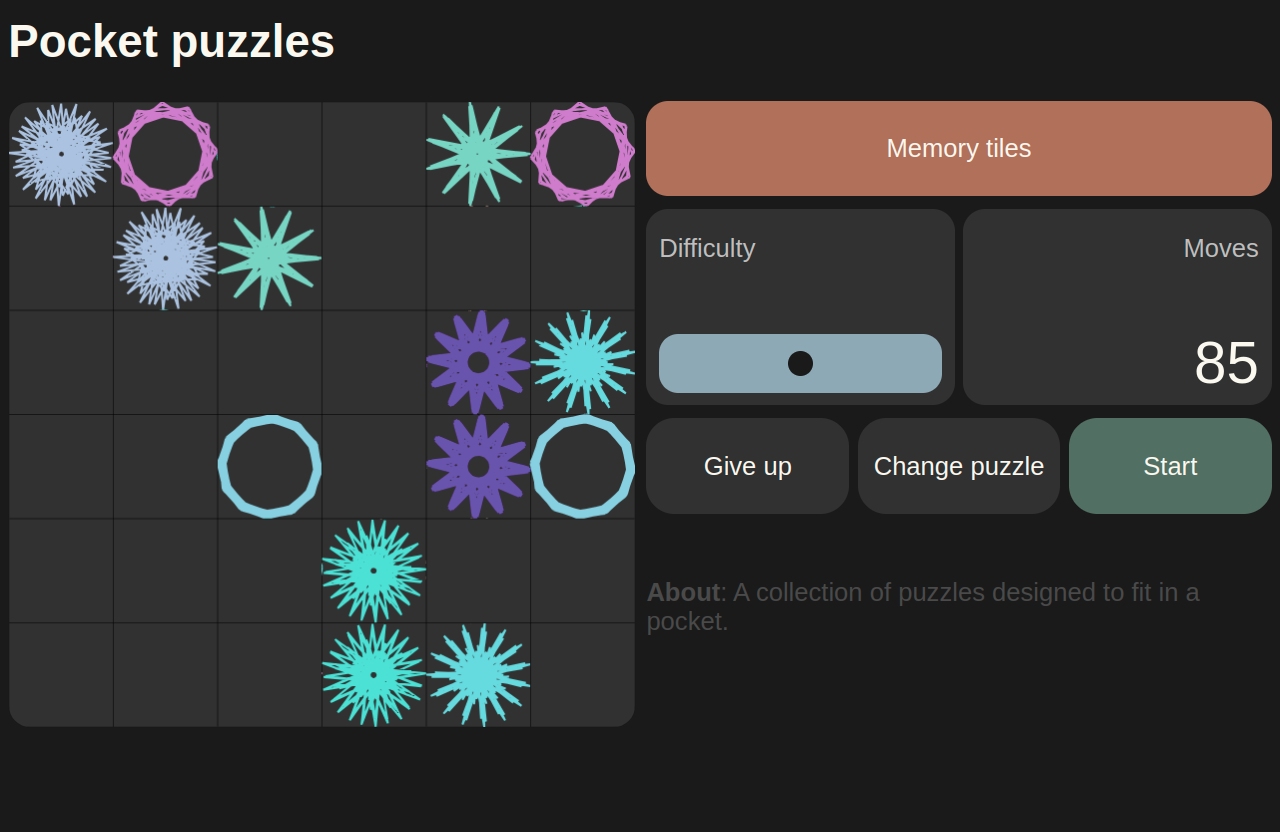 Pocket puzzles
Memory tiles
Difficulty
Moves
85
Give up
Change puzzle
Start
About: A collection of puzzles designed to fit in a
pocket.